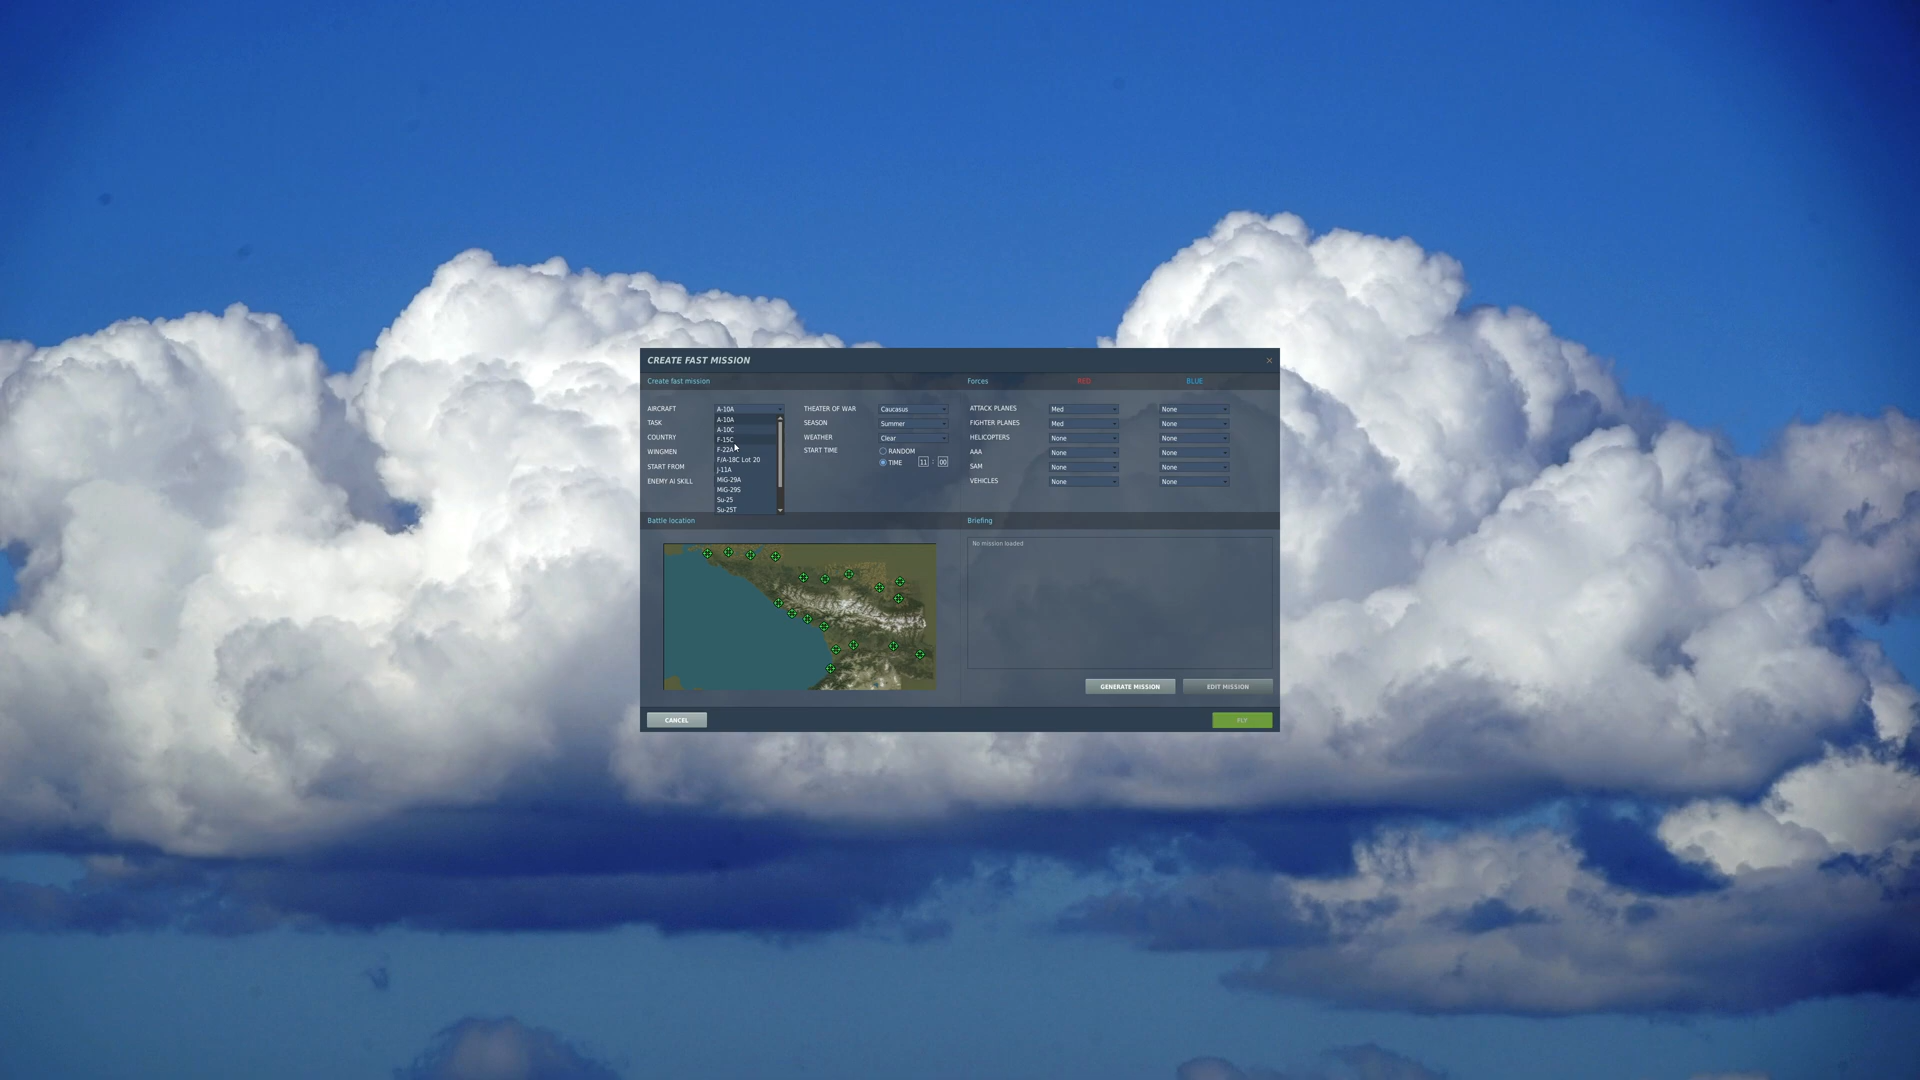 CREATE FAST MISSION
×
Create fast mission
AIRCRAFT A-10A
TASK
COUNTRY
WINGMEN
START FROM
ENEMY AI SKILL
A-10A
A-10C
F-15C
F-22A
F/A-18C Lot 20
J-11A
MiG-29A
MiG-29S
Su-25
Su-25T
THEATER OF WAR Caucasus
SEASON Summer
WEATHER Clear
START TIME RANDOM
TIME 11 : 00
Forces RED BLUE
ATTACK PLANES Med None
FIGHTER PLANES Med None
HELICOPTERS None None
AAA None None
SAM None None
VEHICLES None None
Battle location
Briefing
No mission loaded
GENERATE MISSION EDIT MISSION
CANCEL FLY